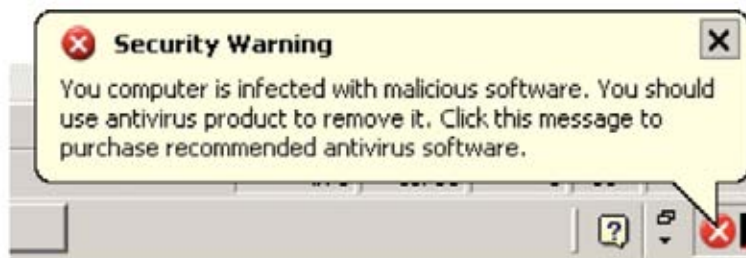 Security Warning
You computer is infected with malicious software. You should
use antivirus product to remove it. Click this message to
purchase recommended antivirus software.
?